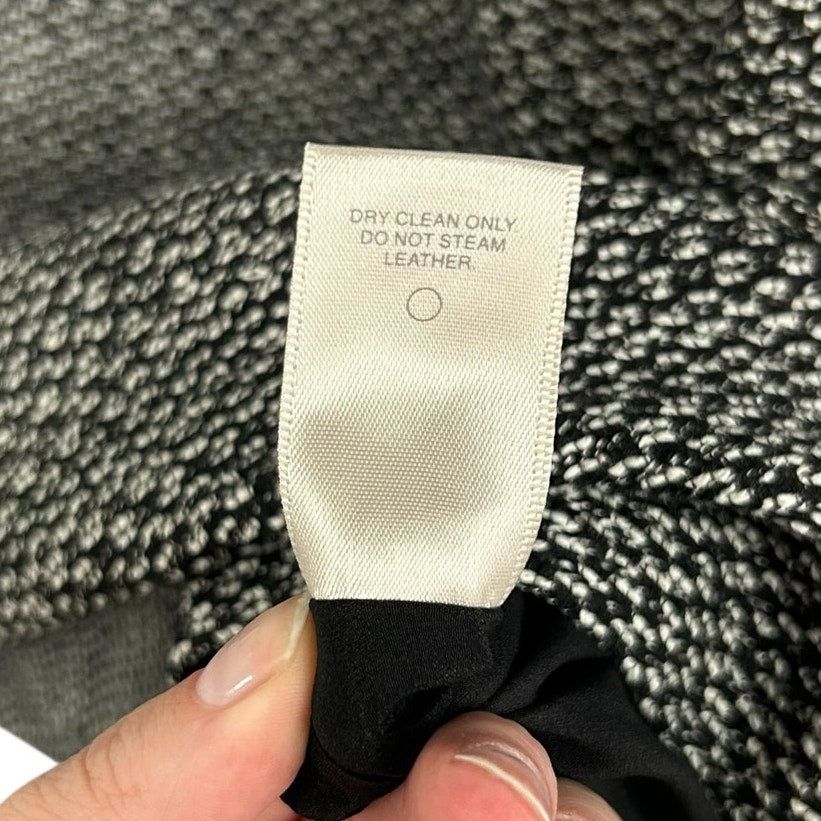 DRY CLEAN ONLY
DO NOT STEAM
LEATHER.